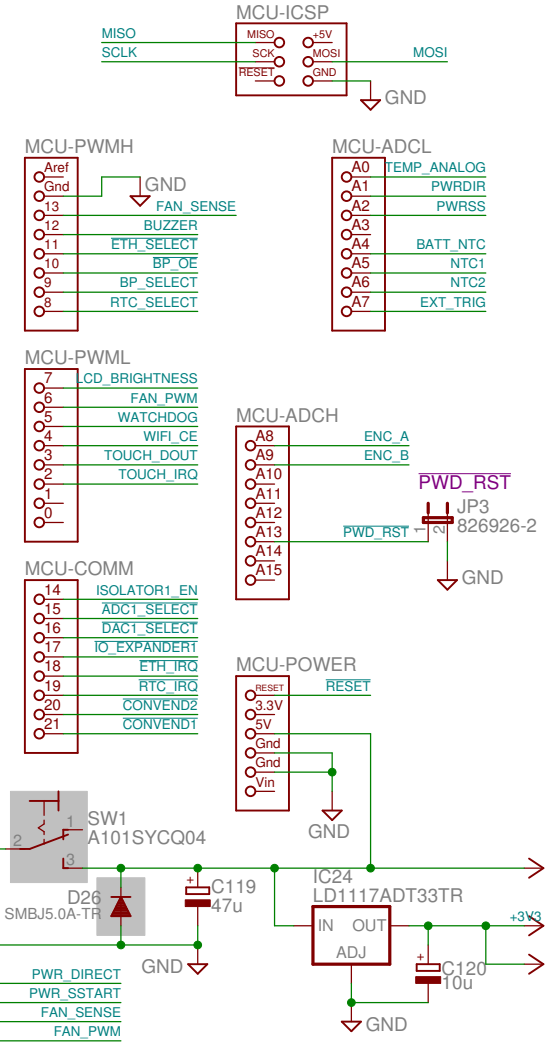 MCU-ICSP
MISO MISO +5V
SCLK SCK MOSI MOSI
RESET GND
GND
MCU-PWMH
Aref
Gnd GND
13 FAN_SENSE
12 BUZZER
11 ETH_SELECT
10 BP_OE
9 BP_SELECT
8 RTC_SELECT
MCU-ADCL
A0 TEMP_ANALOG
A1 PWRDIR
A2 PWRSS
A3
A4 BATT_NTC
A5 NTC1
A6 NTC2
A7 EXT_TRIG
MCU-PWML
7 LCD_BRIGHTNESS
6 FAN_PWM
5 WATCHDOG
4 WIFI_CE
3 TOUCH_DOUT
2 TOUCH_IRQ
1
0
MCU-ADCH
A8 ENC_A
A9 ENC_B
A10
A11
A12
A13 PWD_RST
A14
A15
PWD_RST
JP3
826926-2
1 2
GND
MCU-COMM
14 ISOLATOR1_EN
15 ADC1_SELECT
16 DAC1_SELECT
17 IO_EXPANDER1
18 ETH_IRQ
19 RTC_IRQ
20 CONVEND2
21 CONVEND1
MCU-POWER
RESET RESET
3.3V
5V
Gnd
Gnd
Vin
GND
SW1
A101SYCQ04
1
2
3
D26
SMBJ5.0A-TR
+
C119
47u
GND
IC24
LD1117ADT33TR
IN OUT
ADJ
+3V3
+
C120
10u
GND
PWR_DIRECT
PWR_SSTART
FAN_SENSE
FAN_PWM